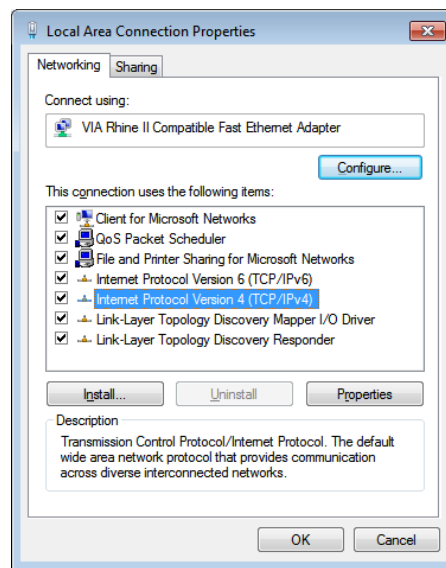 Local Area Connection Properties
Networking
Sharing
Connect using:
VIA Rhine II Compatible Fast Ethernet Adapter
Configure...
This connection uses the following items:
Client for Microsoft Networks
QoS Packet Scheduler
File and Printer Sharing for Microsoft Networks
Internet Protocol Version 6 (TCP/IPv6)
Internet Protocol Version 4 (TCP/IPv4)
Link-Layer Topology Discovery Mapper I/O Driver
Link-Layer Topology Discovery Responder
Install...
Uninstall
Properties
Description
Transmission Control Protocol/Internet Protocol. The default
wide area network protocol that provides communication
across diverse interconnected networks.
OK
Cancel